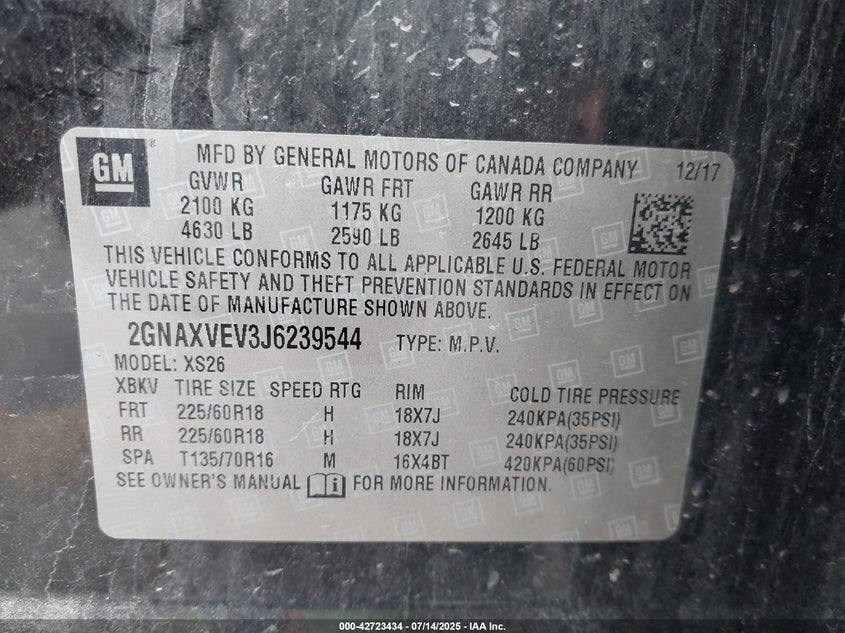 GM MFD BY GENERAL MOTORS OF CANADA COMPANY 12/17
GVWR GAWR FRT GAWR RR
2100 KG 1175 KG 1200 KG
4630 LB 2590 LB 2645 LB
THIS VEHICLE CONFORMS TO ALL APPLICABLE U.S. FEDERAL MOTOR
VEHICLE SAFETY AND THEFT PREVENTION STANDARDS IN EFFECT ON
THE DATE OF MANUFACTURE SHOWN ABOVE.
2GNAXVEV3J6239544 TYPE: M.P.V.
MODEL: XS26
XBKV TIRE SIZE SPEED RTG RIM COLD TIRE PRESSURE
FRT 225/60R18 H 18X7J 240KPA(35PSI)
RR 225/60R18 H 18X7J 240KPA(35PSI)
SPA T135/70R16 M 16X4BT 420KPA(60PSI)
SEE OWNER'S MANUAL FOR MORE INFORMATION.
000-42723434 - 07/14/2025 - IAA Inc.